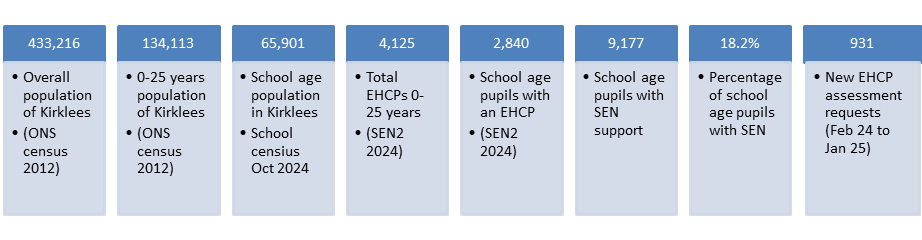 433,216
• Overall
population
of Kirklees
• (ONS
census
2012)
134,113
• 0-25 years
population
of Kirklees
• (ONS
census
2012)
65,901
• School age
population
in Kirklees
• School
censius
Oct 2024
4,125
• Total
EHCPs 0-
25 years
• (SEN2
2024)
2,840
• School age
pupils with
an EHCP
• (SEN2
2024)
9,177
• School age
pupils with
SEN
support
18.2%
• Percentage
of school
age pupils
with SEN
931
• New EHCP
assessment
requests
(Feb 24 to
Jan 25)